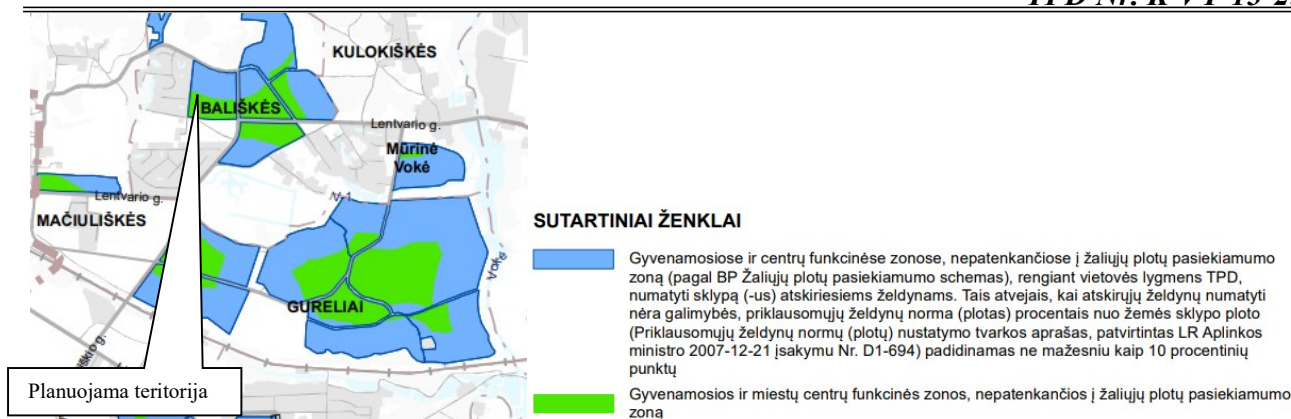 KULOKIŠKĖS
BALIŠKĖS
Lentvario g.
Mūrinė
Vokė
Lentvario g.
V-1
MAČIULIŠKĖS
Vokė
GURELIAI
Planuojama teritorija
SUTARTINIAI ŽENKLAI
Gyvenamosiose ir centrų funkcinėse zonose, nepatenkančiose į žaliųjų plotų pasiekiamumo
zoną (pagal BP Žaliųjų plotų pasiekiamumo schemas), rengiant vietovės lygmens TPD,
numatyti sklypą (-us) atskiriesiems želdynams. Tais atvejais, kai atskirųjų želdynų numatyti
nėra galimybės, priklausomųjų želdynų norma (plotas) procentais nuo žemės sklypo ploto
(Priklausomųjų želdynų normų (plotų) nustatymo tvarkos aprašas, patvirtintas LR Aplinkos
ministro 2007-12-21 įsakymu Nr. D1-694) padidinamas ne mažesniu kaip 10 procentinių
punktų
Gyvenamosios ir miestų centrų funkcinės zonos, nepatenkančios į žaliųjų plotų pasiekiamumo
zoną